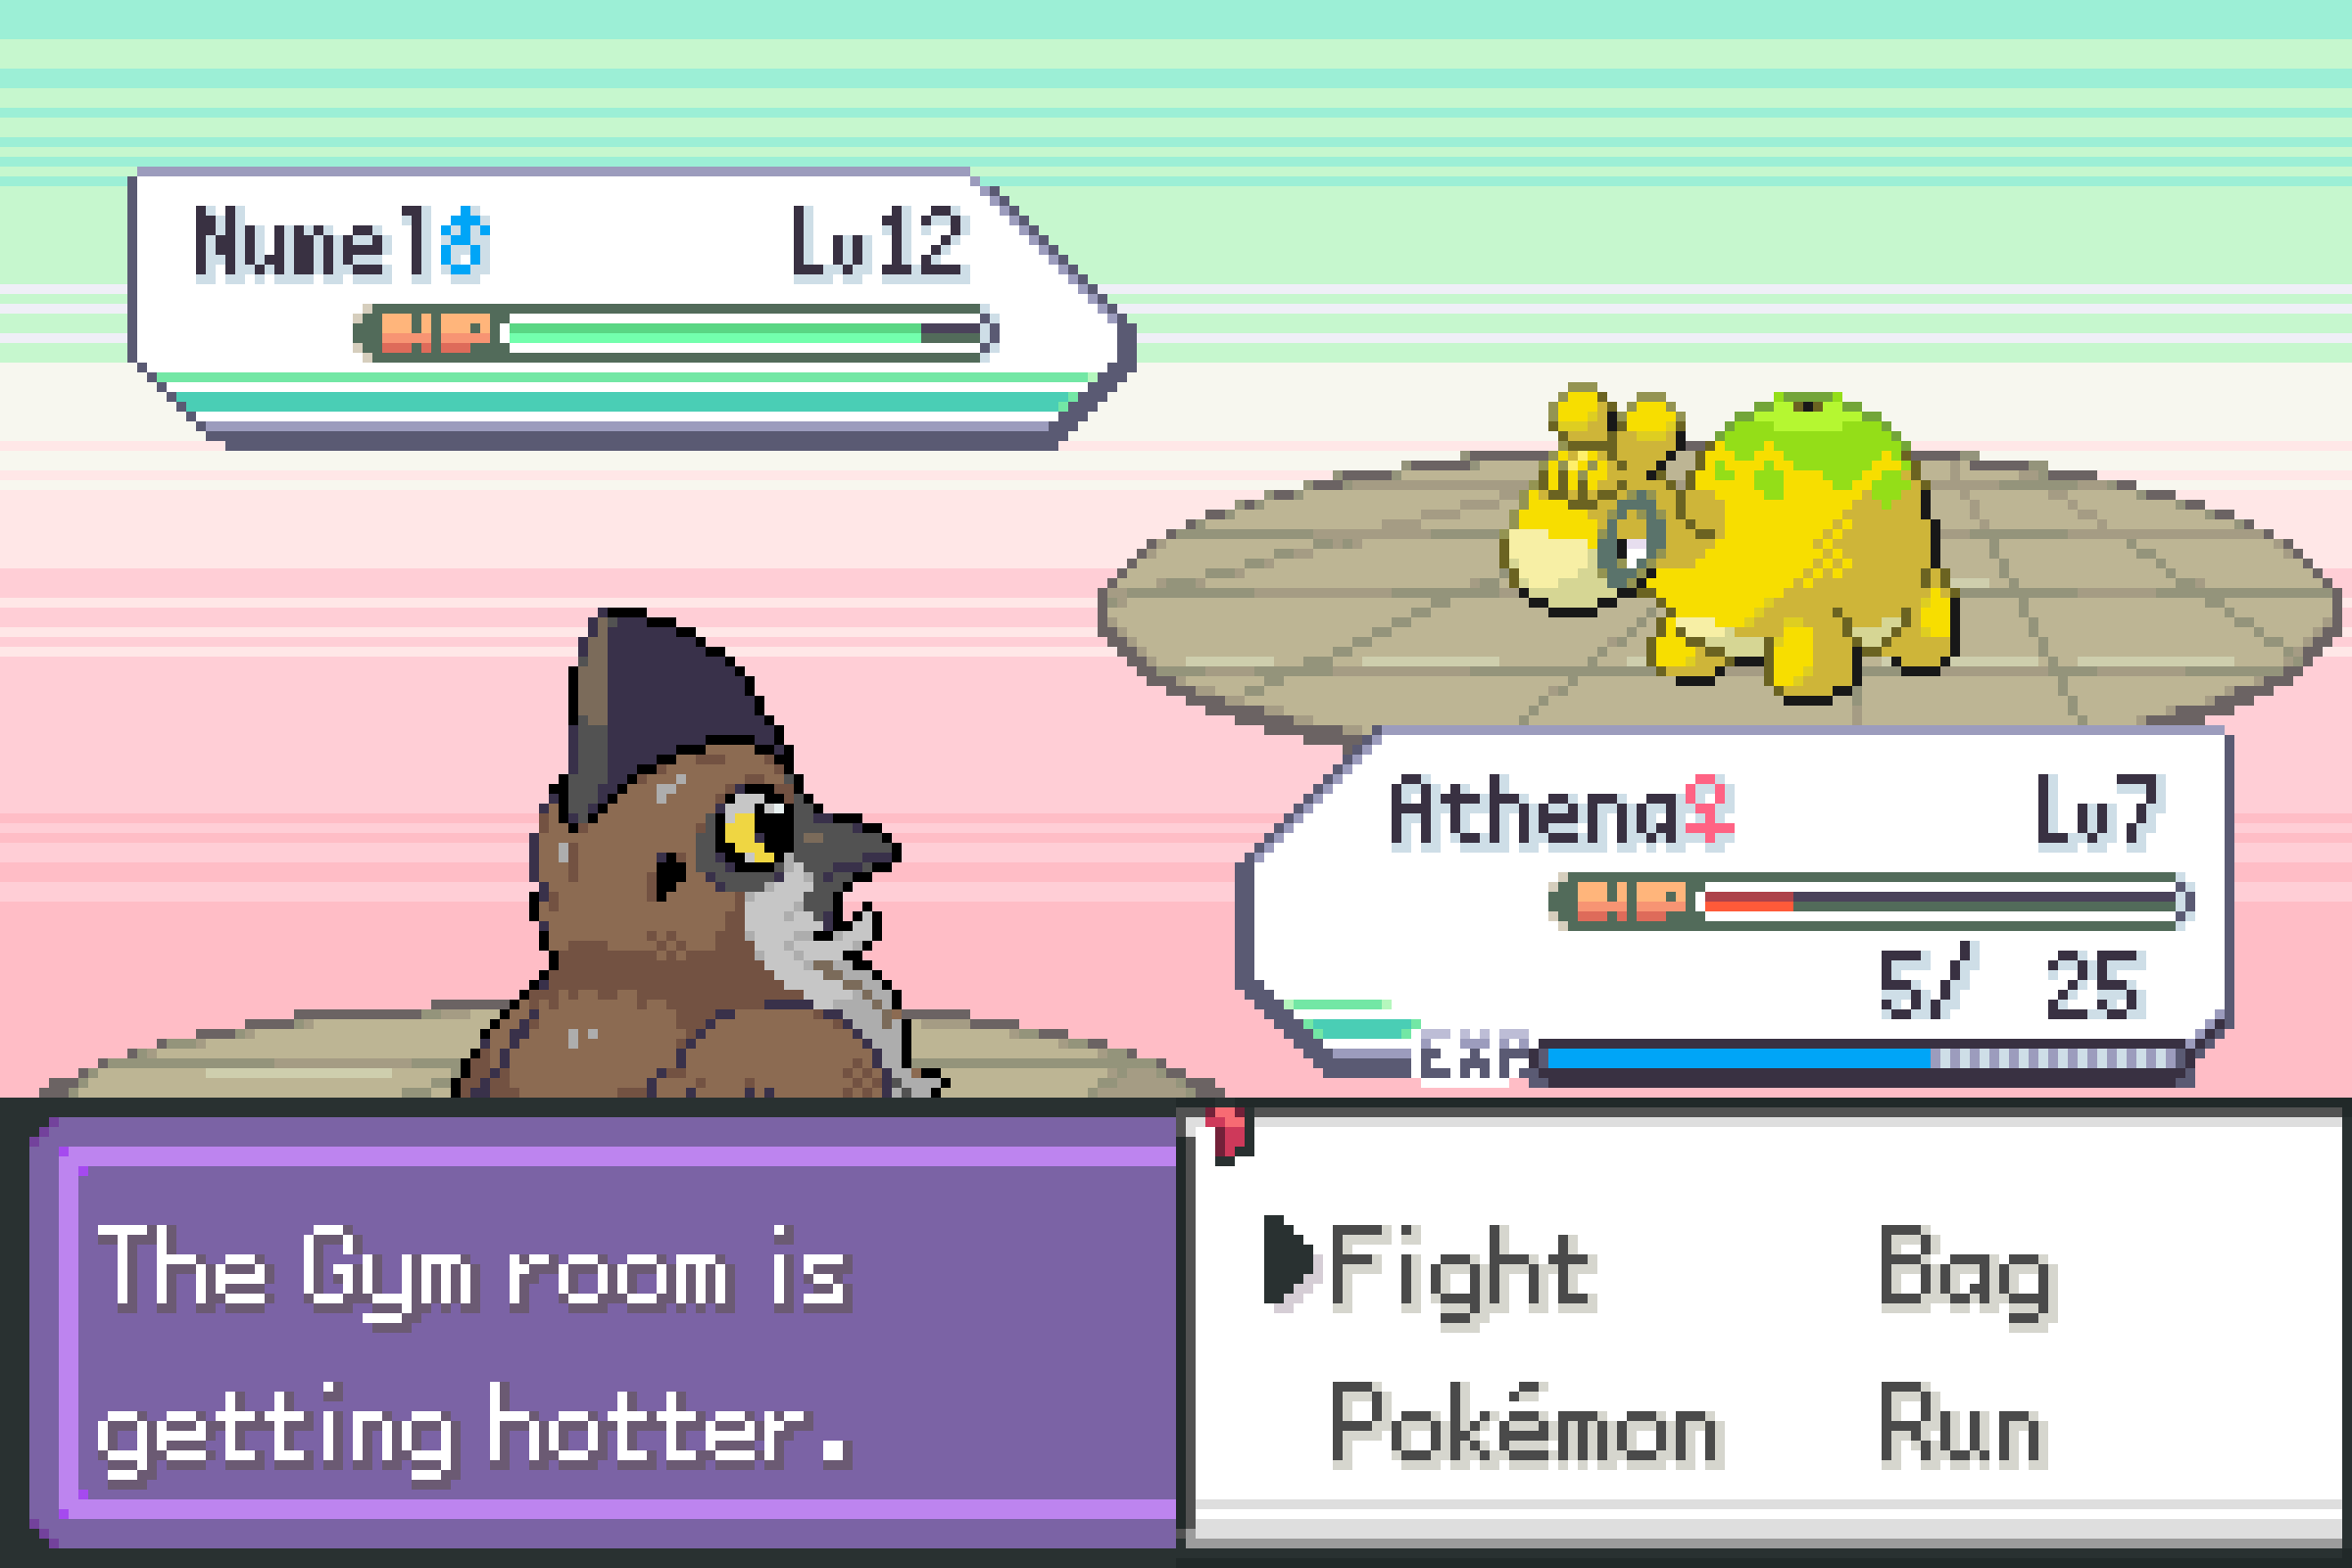 Numel♂ Lv12
HP
Athena♀ Lv7
HP
5/ 25
EXP
The Gym room is
getting hotter.
Fight Bag
Pokémon Run